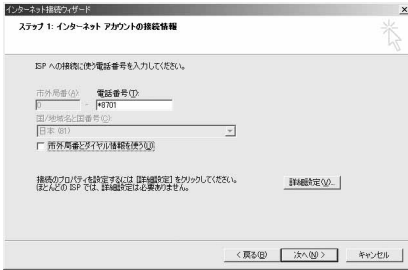 インターネット接続ウィザード
ステップ 1: インターネット アカウントの接続情報
ISP への接続に使う電話番号を入力してください。
市外局番(A) 電話番号(T):
0 - *8701
国/地域名と国番号(C)
日本 (81)
市外局番とダイヤル情報を使う(U)
接続のプロパティを設定するには [詳細設定] をクリックしてください。
ほとんどの ISP では、詳細設定は必要ありません。
詳細設定(V)...
< 戻る(B) 次へ(N) > キャンセル